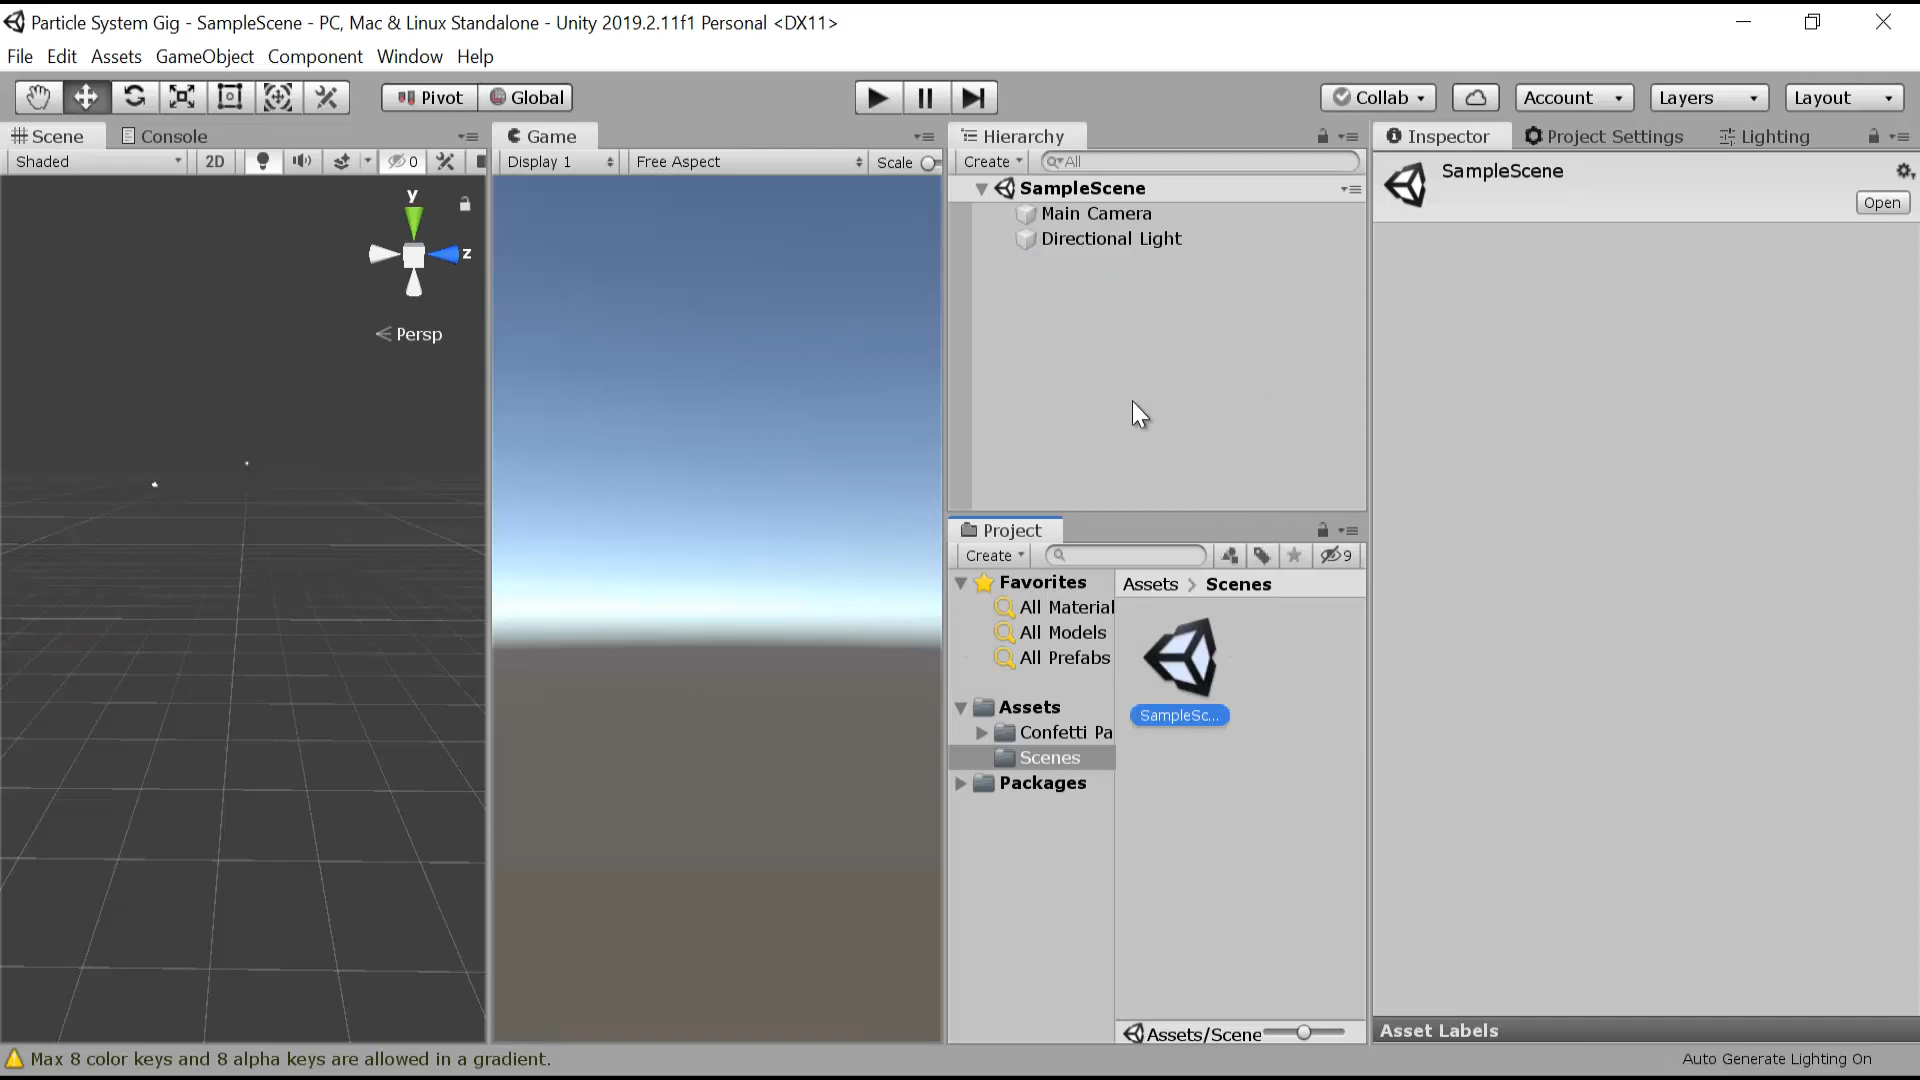 Particle System Gig - SampleScene - PC, Mac & Linux Standalone - Unity 2019.2.11f1 Personal <DX11>
File Edit Assets GameObject Component Window Help
Pivot Global Collab Account Layers Layout
Scene Console Game Hierarchy Inspector Project Settings Lighting
Shaded 2D 0 Display 1 Free Aspect Scale Create All
SampleScene
Open
SampleScene
Main Camera
Directional Light
y
z
Persp
Project
Create 9
Favorites
All Material
All Models
All Prefabs
Assets
Confetti Pa
Scenes
Packages
Assets > Scenes
SampleSc...
Assets/Scene
Asset Labels
Max 8 color keys and 8 alpha keys are allowed in a gradient.
Auto Generate Lighting On